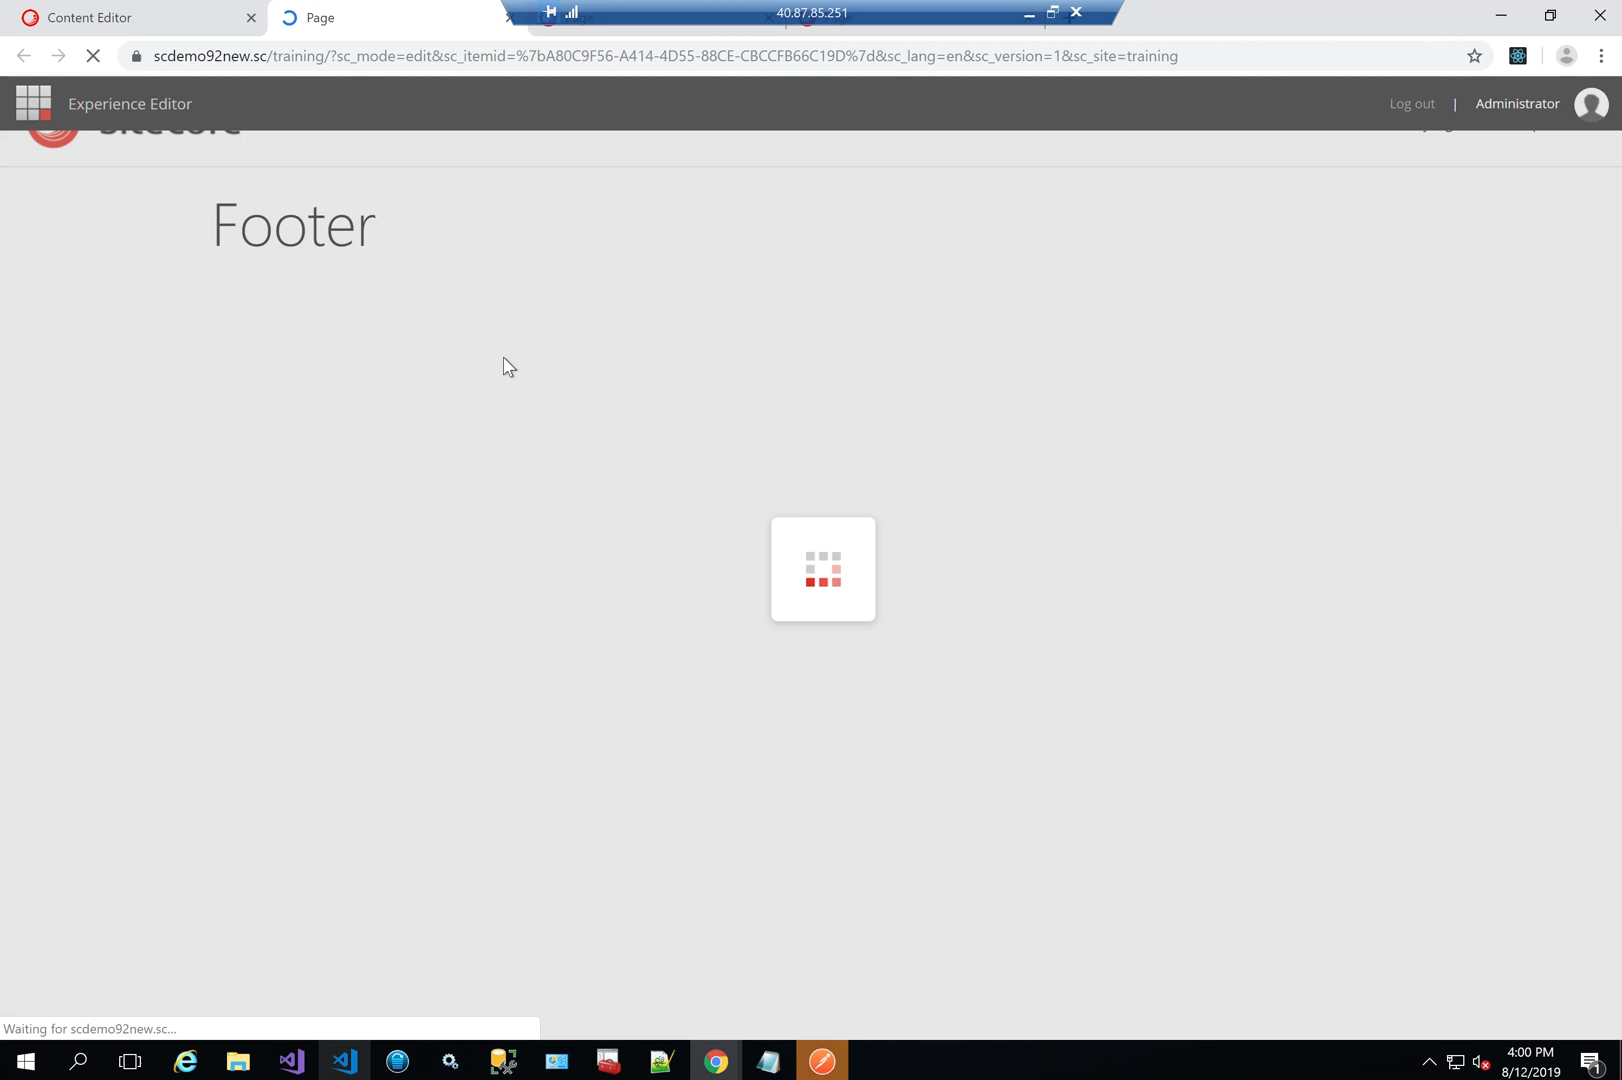 Content Editor
Page
40.87.85.251
scdemo92new.sc/training/?sc_mode=edit&sc_itemid=%7bA80C9F56-A414-4D55-88CE-CBCCFB66C19D%7d&sc_lang=en&sc_version=1&sc_site=training
Experience Editor
Log out | Administrator
sitecore
Footer
Waiting for scdemo92new.sc...
4:00 PM
8/12/2019
1